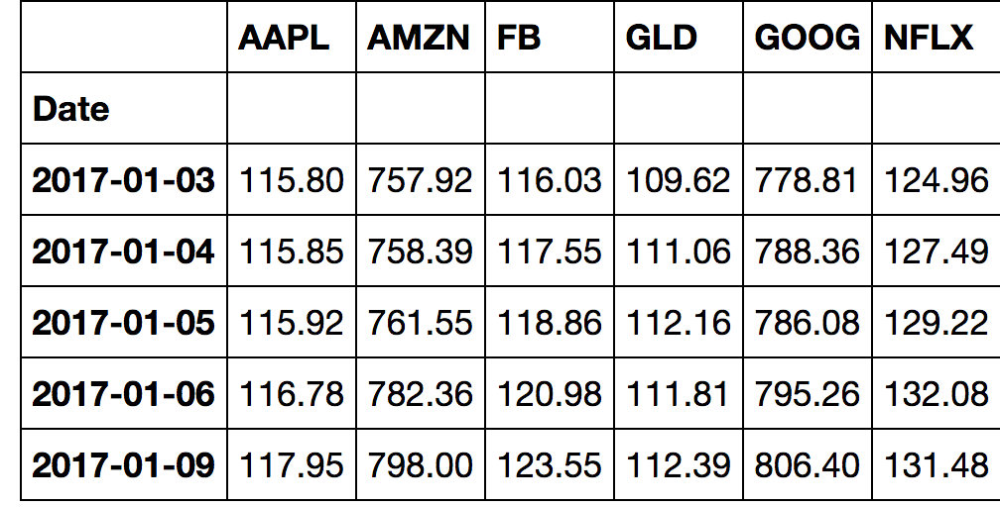 AAPL AMZN FB GLD GOOG NFLX
Date
2017-01-03 115.80 757.92 116.03 109.62 778.81 124.96
2017-01-04 115.85 758.39 117.55 111.06 788.36 127.49
2017-01-05 115.92 761.55 118.86 112.16 786.08 129.22
2017-01-06 116.78 782.36 120.98 111.81 795.26 132.08
2017-01-09 117.95 798.00 123.55 112.39 806.40 131.48